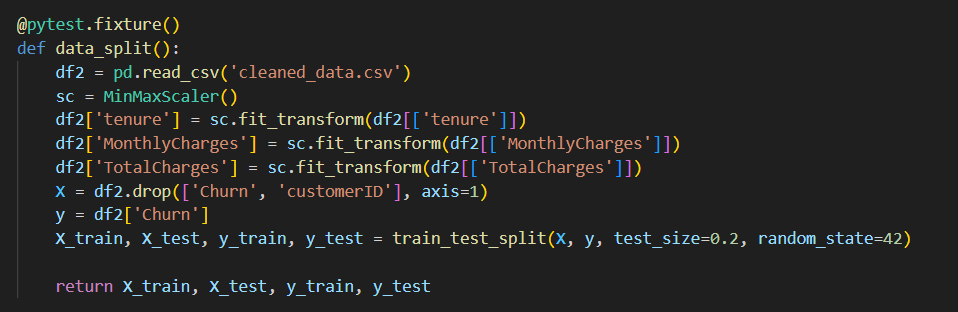 @pytest.fixture()
def data_split():
    df2 = pd.read_csv('cleaned_data.csv')
    sc = MinMaxScaler()
    df2['tenure'] = sc.fit_transform(df2[['tenure']])
    df2['MonthlyCharges'] = sc.fit_transform(df2[['MonthlyCharges']])
    df2['TotalCharges'] = sc.fit_transform(df2[['TotalCharges']])
    X = df2.drop(['Churn', 'customerID'], axis=1)
    y = df2['Churn']
    X_train, X_test, y_train, y_test = train_test_split(X, y, test_size=0.2, random_state=42)
    return X_train, X_test, y_train, y_test